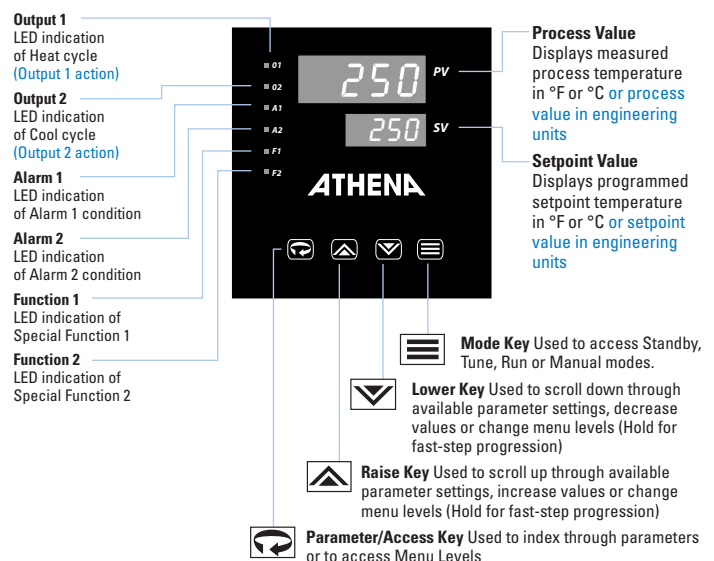 Output 1
LED indication
of Heat cycle
(Output 1 action)
Output 2
LED indication
of Cool cycle
(Output 2 action)
Alarm 1
LED indication
of Alarm 1 condition
Alarm 2
LED indication
of Alarm 2 condition
Function 1
LED indication of
Special Function 1
Function 2
LED indication of
Special Function 2
01
02
A1
A2
F1
F2
250 PV
250 SV
ATHENA
Process Value
Displays measured
process temperature
in °F or °C or process
value in engineering
units
Setpoint Value
Displays programmed
setpoint temperature
in °F or °C or setpoint
value in engineering
units
Mode Key Used to access Standby,
Tune, Run or Manual modes.
Lower Key Used to scroll down through
available parameter settings, decrease
values or change menu levels (Hold for
fast-step progression)
Raise Key Used to scroll up through available
parameter settings, increase values or change
menu levels (Hold for fast-step progression)
Parameter/Access Key Used to index through parameters
or to access Menu Levels